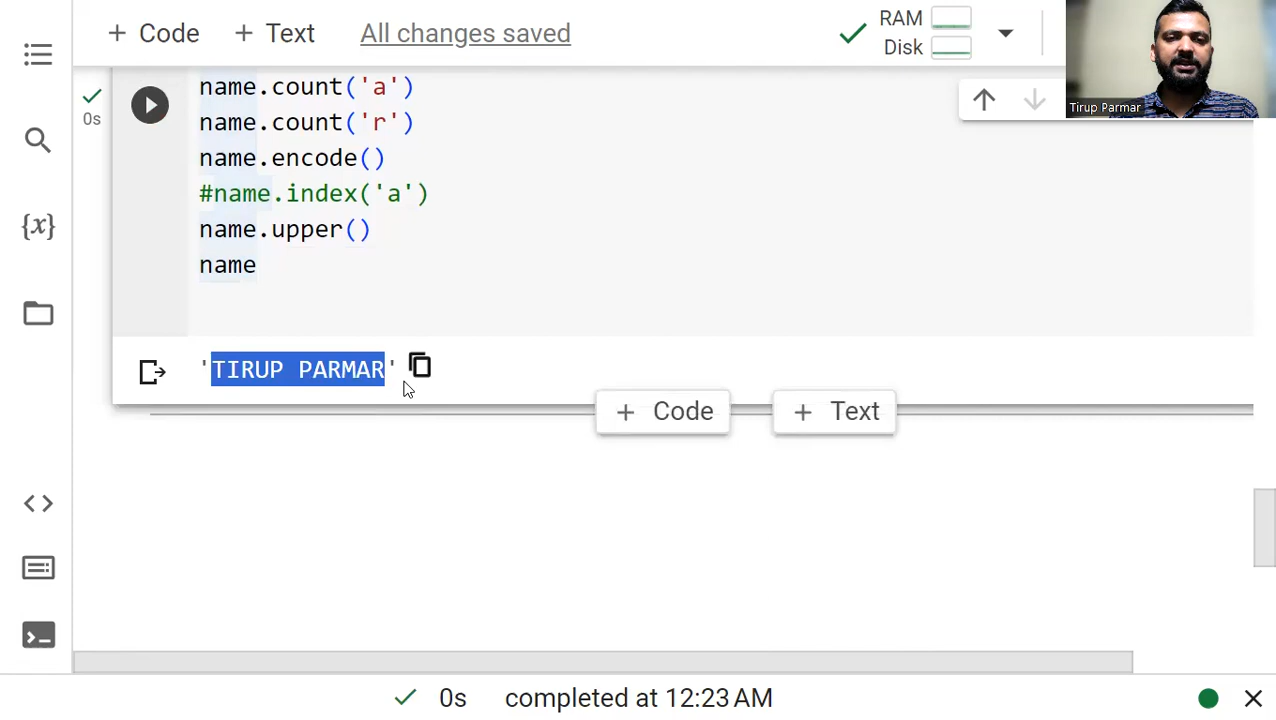 + Code + Text All changes saved
RAM
Disk
Tirup Parmar
0s
name.count('a')
name.count('r')
name.encode()
#name.index('a')
name.upper()
name
{x}
'TIRUP PARMAR'
+ Code + Text
0s completed at 12:23 AM